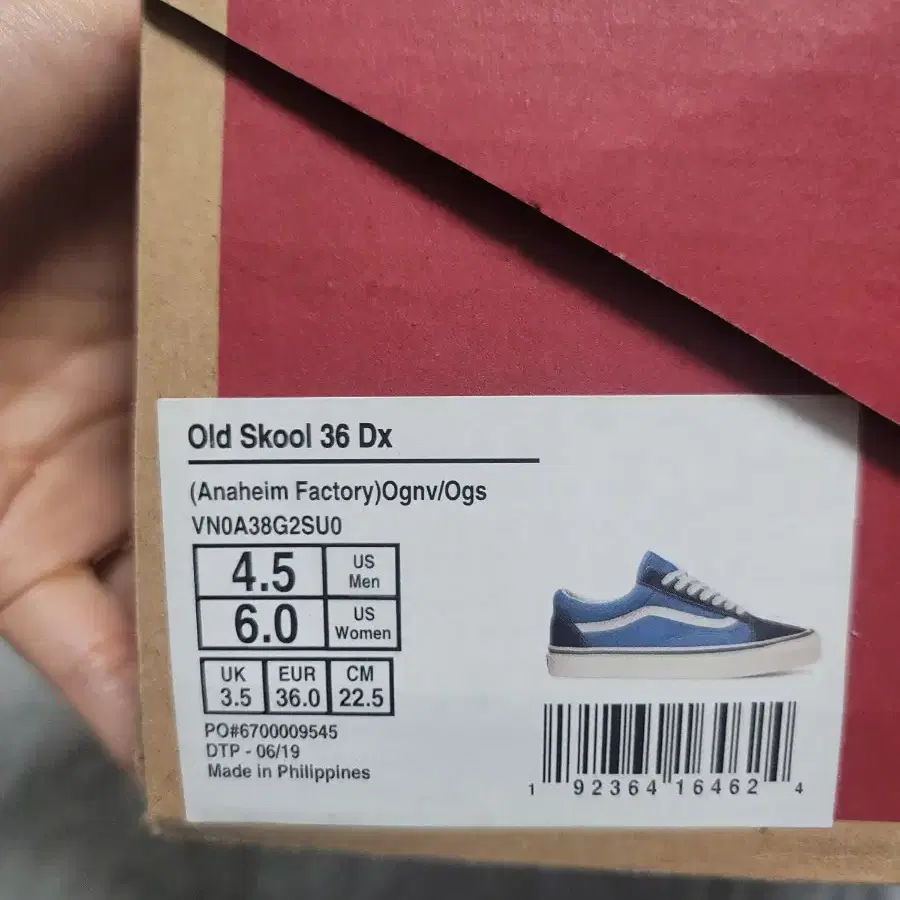 Old Skool 36 Dx
(Anaheim Factory)Ognv/Ogs
VN0A38G2SU0
4.5 US Men
6.0 US Women
UK EUR CM
3.5 36.0 22.5
PO#6700009545
DTP - 06/19
Made in Philippines
1 92364 16462 4